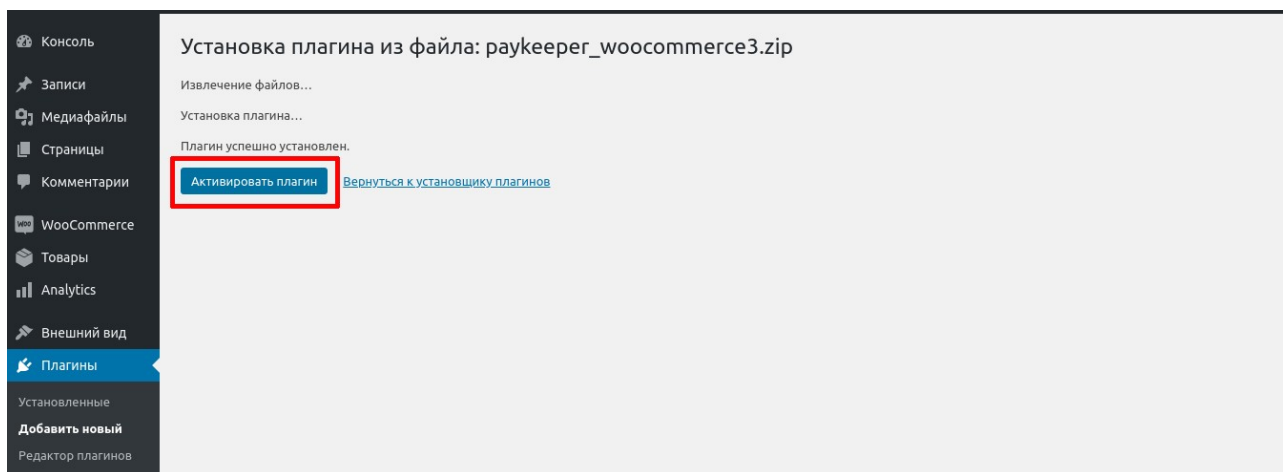 Консоль
Записи
Медиафайлы
Страницы
Комментарии
WOO WooCommerce
Товары
Analytics
Внешний вид
Плагины
Установленные
Добавить новый
Редактор плагинов
Установка плагина из файла: paykeeper_woocommerce3.zip
Извлечение файлов…
Установка плагина…
Плагин успешно установлен.
Активировать плагин Вернуться к установщику плагинов